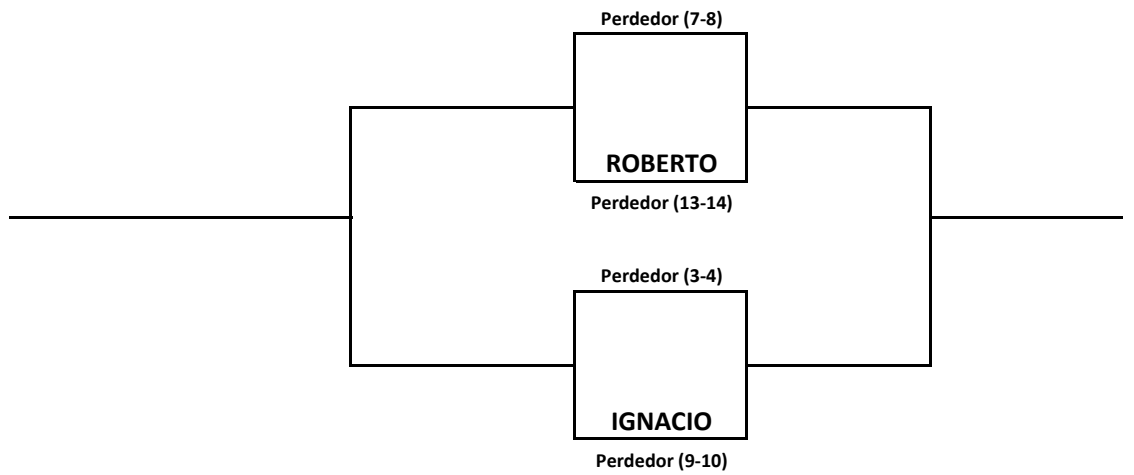 Perdedor (7-8)
ROBERTO
Perdedor (13-14)
Perdedor (3-4)
IGNACIO
Perdedor (9-10)